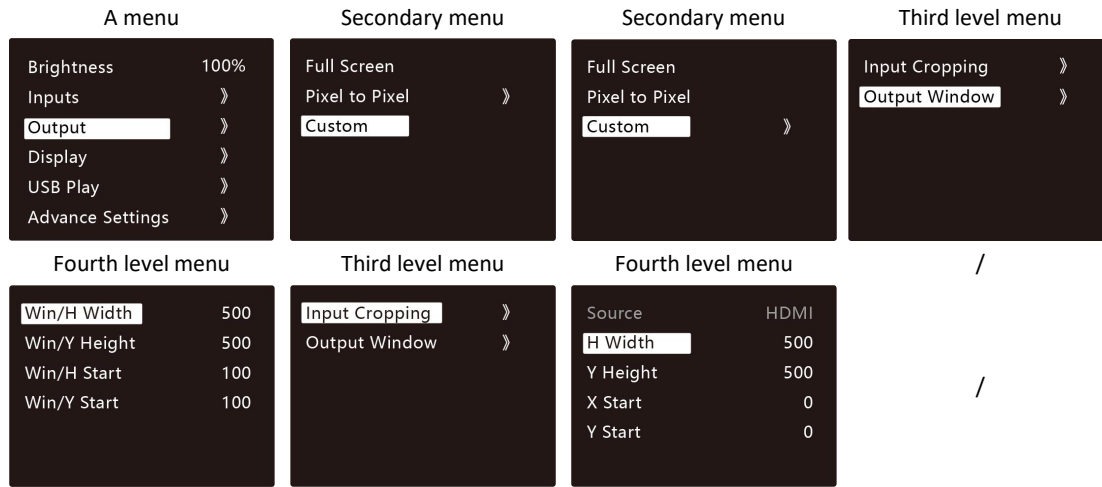 A menu
Secondary menu
Secondary menu
Third level menu
Brightness 100%
Inputs 》
Output 》
Display 》
USB Play 》
Advance Settings 》
Full Screen
Pixel to Pixel 》
Custom
Full Screen
Pixel to Pixel
Custom 》
Input Cropping 》
Output Window 》
Fourth level menu
Third level menu
Fourth level menu
/
Win/H Width 500
Win/Y Height 500
Win/H Start 100
Win/Y Start 100
Input Cropping 》
Output Window 》
Source HDMI
H Width 500
Y Height 500
X Start 0
Y Start 0
/